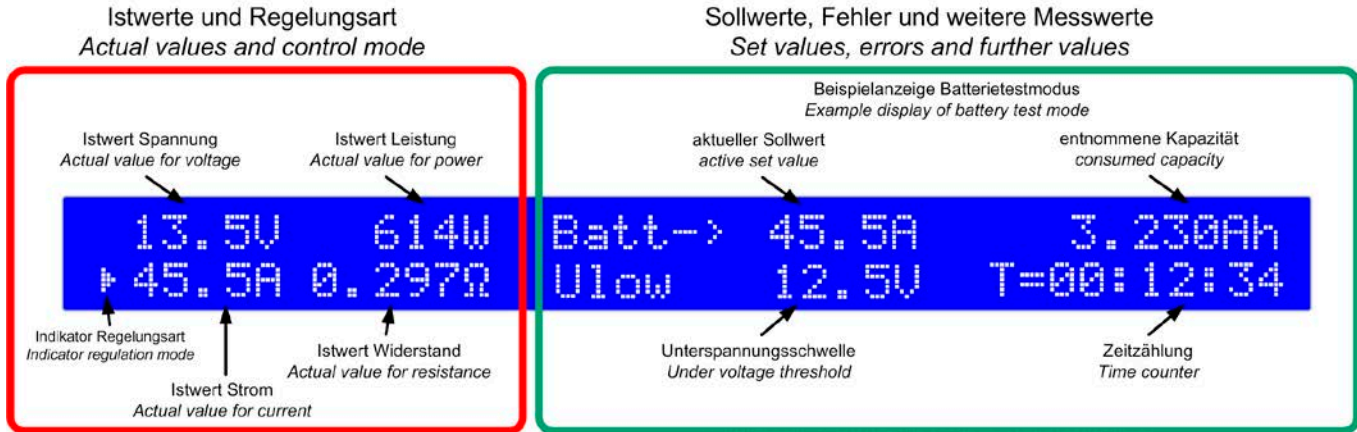 Istwerte und Regelungsart
Actual values and control mode
Sollwerte, Fehler und weitere Messwerte
Set values, errors and further values
Beispielanzeige Batterietestmodus
Example display of battery test mode
Istwert Spannung
Actual value for voltage
Istwert Leistung
Actual value for power
aktueller Sollwert
active set value
entnommene Kapazität
consumed capacity
13.5V 614W Batt-> 45.5A 3.230Ah
45.5A 0.297Ω Ulow 12.5V T=00:12:34
Indikator Regelungsart
Indicator regulation mode
Istwert Strom
Actual value for current
Istwert Widerstand
Actual value for resistance
Unterspannungsschwelle
Under voltage threshold
Zeitzählung
Time counter